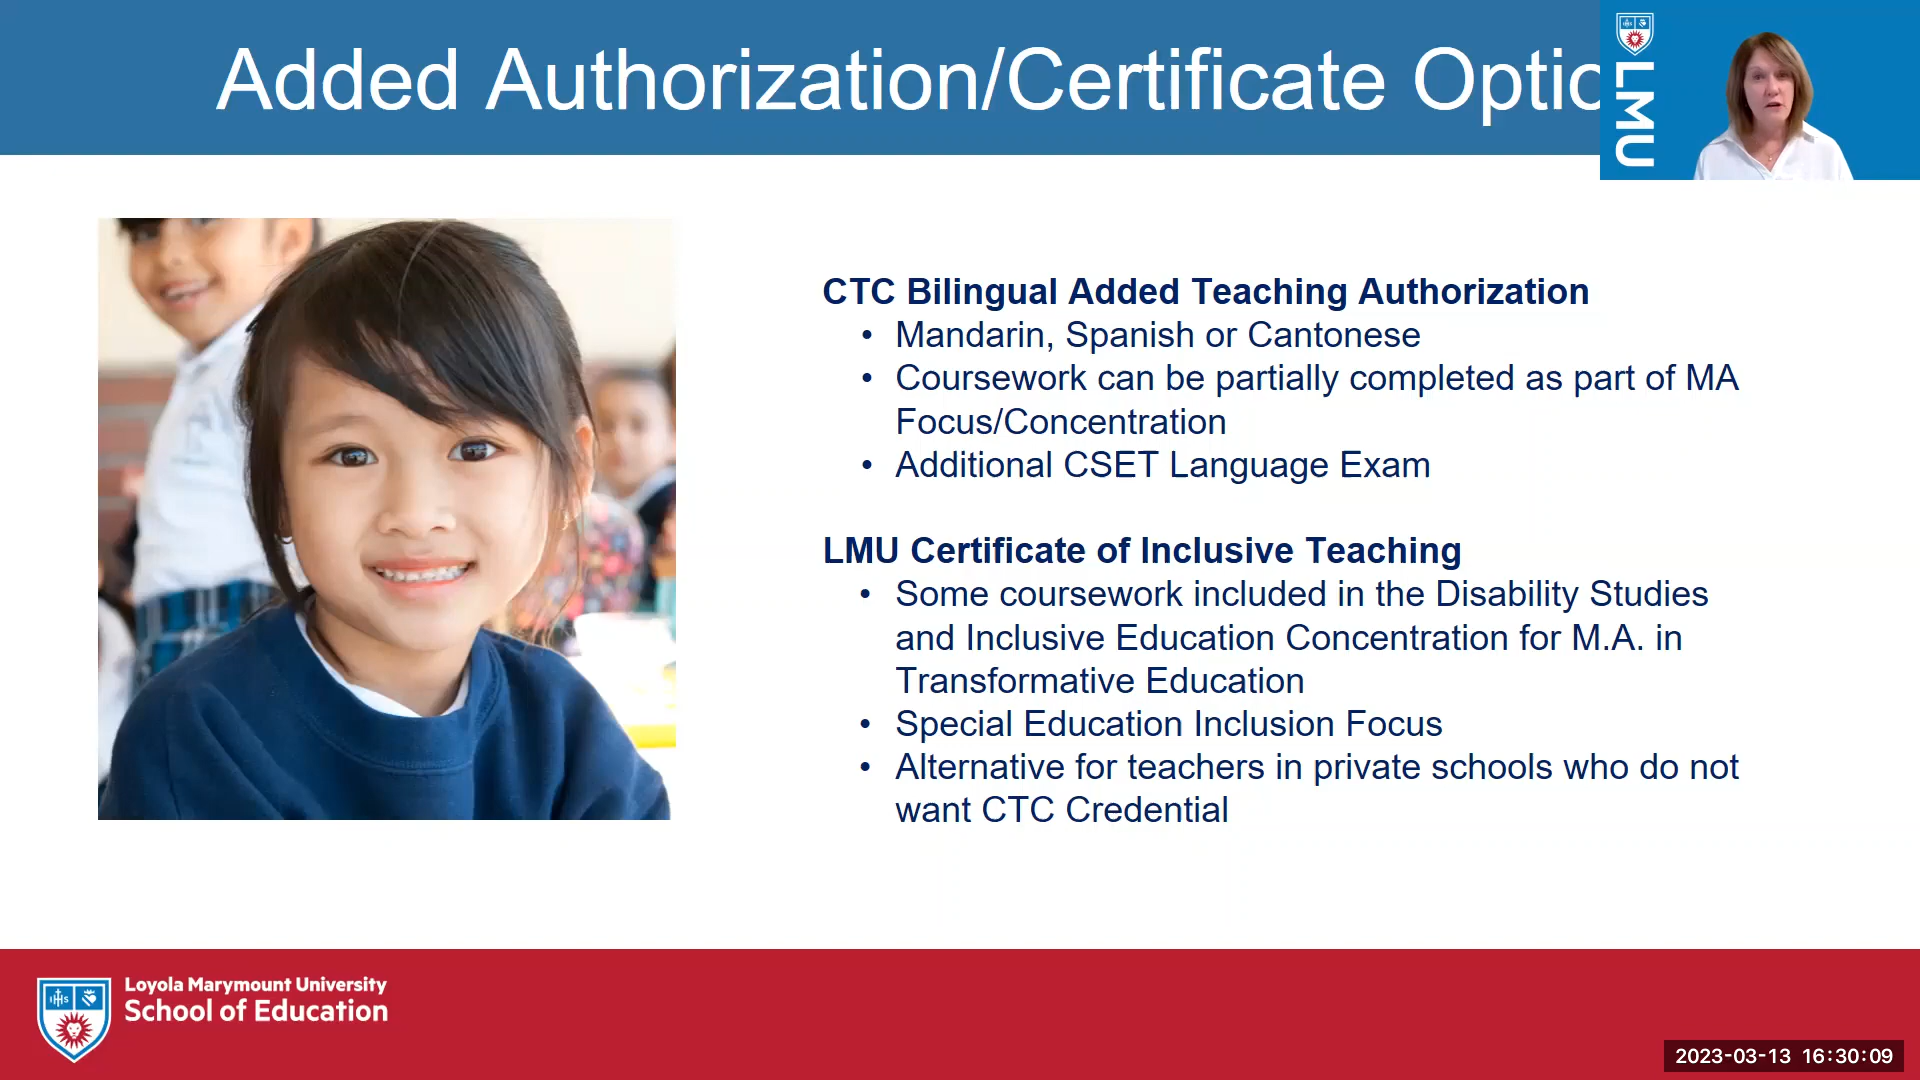 Added Authorization/Certificate Optio
LMU
CTC Bilingual Added Teaching Authorization
• Mandarin, Spanish or Cantonese
• Coursework can be partially completed as part of MA
Focus/Concentration
• Additional CSET Language Exam
LMU Certificate of Inclusive Teaching
• Some coursework included in the Disability Studies
and Inclusive Education Concentration for M.A. in
Transformative Education
• Special Education Inclusion Focus
• Alternative for teachers in private schools who do not
want CTC Credential
IHS
Loyola Marymount University
School of Education
2023-03-13 16:30:09